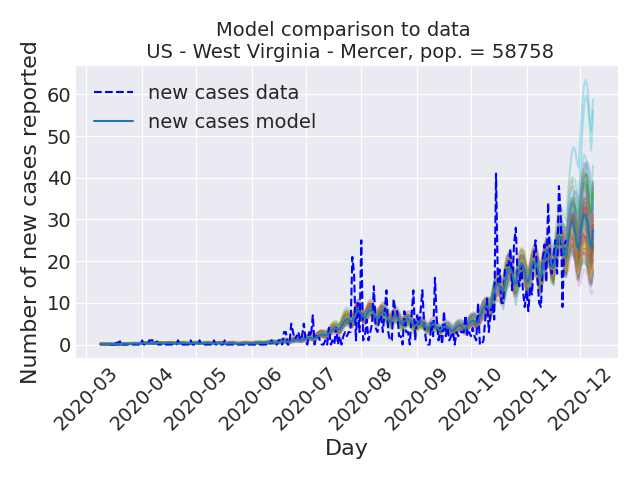 Model comparison to data
US - West Virginia - Mercer, pop. = 58758
Number of new cases reported
60
50
40
30
20
10
0
new cases data
new cases model
2020-03
2020-04
2020-05
2020-06
2020-07
2020-08
2020-09
2020-10
2020-11
2020-12
Day